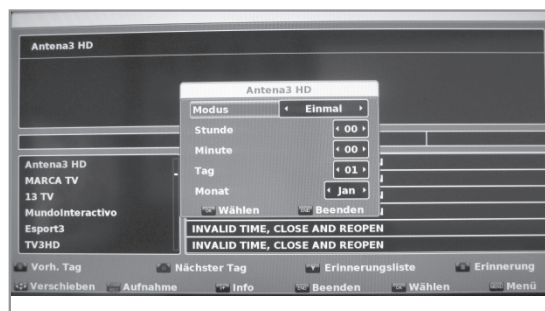 Antena3 HD
Antena3 HD
Modus Einmal
Stunde 00
Minute 00
Tag 01
Monat Jan
Wählen Beenden
Antena3 HD
MARCA TV
13 TV
MundoInteractivo
Esport3
TV3HD
INVALID TIME, CLOSE AND REOPEN
INVALID TIME, CLOSE AND REOPEN
Vorh. Tag Nächster Tag Erinnerungsliste Erinnerung
Verschieben Aufnahme Info Beenden Wählen Menü